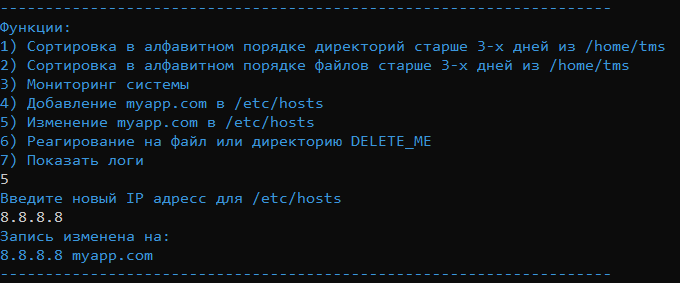 --------------------------------------------------------------------
Функции:
1) Сортировка в алфавитном порядке директорий старше 3-х дней из /home/tms
2) Сортировка в алфавитном порядке файлов старше 3-х дней из /home/tms
3) Мониторинг системы
4) Добавление myapp.com в /etc/hosts
5) Изменение myapp.com в /etc/hosts
6) Реагирование на файл или директорию DELETE_ME
7) Показать логи
5
Введите новый IP адресс для /etc/hosts
8.8.8.8
Запись изменена на:
8.8.8.8 myapp.com
--------------------------------------------------------------------